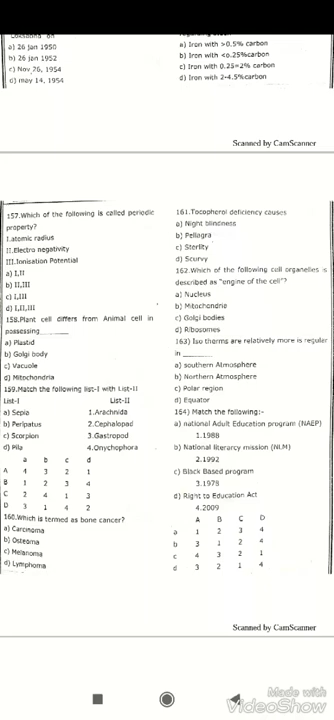 a) 26 Jan 1950
b) 26 jan 1952
c) Nov 26, 1954
d) may 14, 1954
a) Iron with >0.5% carbon
b) Iron with <o.25%carbon
c) Iron with 0.25=2% carbon
d) Iron with 2-4.5%carbon
Scanned by CamScanner
157.Which of the following is called periodic
property?
I.atomic radius
II.Electro negativity
III.Ionisation Potential
a) I,II
b) II,III
c) I,III
d) I,II,III
158.Plant cell differs from Animal cell in
possessing______
a) Plastid
b) Golgi body
c) Vacuole
d) Mitochondria
159.Match the following list-I with List-II
List-I List-II
a) Sepia 1.Arachnida
b) Peripatus 2.Cephalopad
c) Scorpion 3.Gastropod
d) Pila 4.Onychophora
a b c d
A 4 3 2 1
B 1 2 3 4
C 2 4 1 3
D 3 1 4 2
160.Which is termed as bone cancer?
a) Carcinoma
b) Osteoma
c) Melanoma
d) Lymphoma
161.Tocopherol deficiency causes
a) Night blindness
b) Pellagra
c) Sterlity
d) Scurvy
162.Which of the following cell organelles is
described as "engine of the cell"?
a) Nucleus
b) Mitochondria
c) Golgi bodies
d) Ribosomes
163) Iso therms are relatively more is regular
in ______
a) southern Atmosphere
b) Northern Atmosphere
c) Polar region
d) Equator
164) Match the following:-
a) national Adult Education program (NAEP)
1.1988
b) National literarcy mission (NLM)
2.1992
c) Black Based program
3.1978
d) Right to Education Act
4.2009
A B C D
a 1 2 3 4
b 3 1 2 4
c 4 3 2 1
d 3 2 1 4
Scanned by CamScanner
Made with
VideoShow